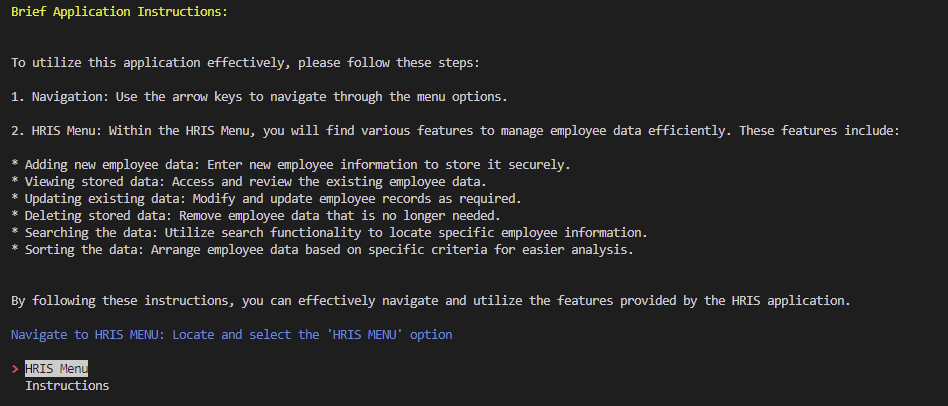 Brief Application Instructions:
To utilize this application effectively, please follow these steps:
1. Navigation: Use the arrow keys to navigate through the menu options.
2. HRIS Menu: Within the HRIS Menu, you will find various features to manage employee data efficiently. These features include:
* Adding new employee data: Enter new employee information to store it securely.
* Viewing stored data: Access and review the existing employee data.
* Updating existing data: Modify and update employee records as required.
* Deleting stored data: Remove employee data that is no longer needed.
* Searching the data: Utilize search functionality to locate specific employee information.
* Sorting the data: Arrange employee data based on specific criteria for easier analysis.
By following these instructions, you can effectively navigate and utilize the features provided by the HRIS application.
Navigate to HRIS MENU: Locate and select the 'HRIS MENU' option
> HRIS Menu
Instructions